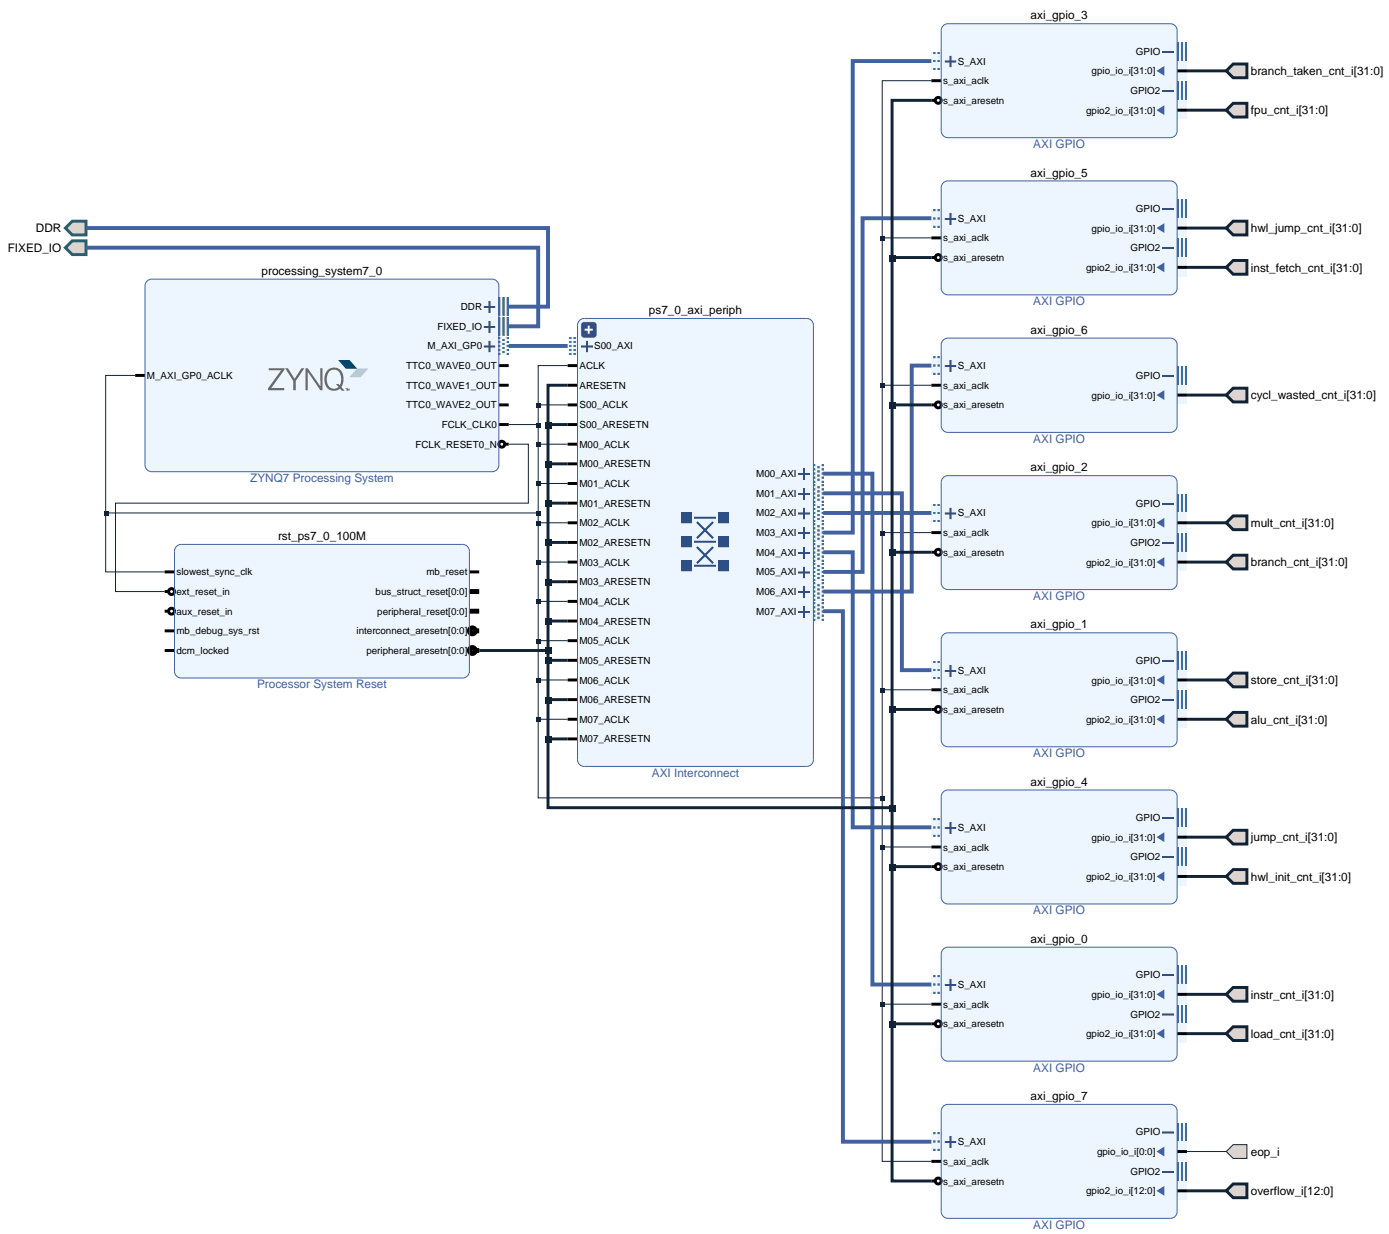 DDR
FIXED_IO
processing_system7_0
DDR
FIXED_IO
M_AXI_GP0
M_AXI_GP0_ACLK
ZYNQ
TTC0_WAVE0_OUT
TTC0_WAVE1_OUT
TTC0_WAVE2_OUT
FCLK_CLK0
FCLK_RESET0_N
ZYNQ7 Processing System
rst_ps7_0_100M
slowest_sync_clk
ext_reset_in
aux_reset_in
mb_debug_sys_rst
dcm_locked
mb_reset
bus_struct_reset[0:0]
peripheral_reset[0:0]
interconnect_aresetn[0:0]
peripheral_aresetn[0:0]
Processor System Reset
ps7_0_axi_periph
S00_AXI
ACLK
ARESETN
S00_ACLK
S00_ARESETN
M00_ACLK
M00_ARESETN
M01_ACLK
M01_ARESETN
M02_ACLK
M02_ARESETN
M03_ACLK
M03_ARESETN
M04_ACLK
M04_ARESETN
M05_ACLK
M05_ARESETN
M06_ACLK
M06_ARESETN
M07_ACLK
M07_ARESETN
M00_AXI
M01_AXI
M02_AXI
M03_AXI
M04_AXI
M05_AXI
M06_AXI
M07_AXI
AXI Interconnect
axi_gpio_3
S_AXI
s_axi_aclk
s_axi_aresetn
GPIO
gpio_io_i[31:0]
GPIO2
gpio2_io_i[31:0]
branch_taken_cnt_i[31:0]
fpu_cnt_i[31:0]
AXI GPIO
axi_gpio_5
S_AXI
s_axi_aclk
s_axi_aresetn
GPIO
gpio_io_i[31:0]
GPIO2
gpio2_io_i[31:0]
hwl_jump_cnt_i[31:0]
inst_fetch_cnt_i[31:0]
AXI GPIO
axi_gpio_6
S_AXI
s_axi_aclk
s_axi_aresetn
GPIO
gpio_io_i[31:0]
cycl_wasted_cnt_i[31:0]
AXI GPIO
axi_gpio_2
S_AXI
s_axi_aclk
s_axi_aresetn
GPIO
gpio_io_i[31:0]
GPIO2
gpio2_io_i[31:0]
mult_cnt_i[31:0]
branch_cnt_i[31:0]
AXI GPIO
axi_gpio_1
S_AXI
s_axi_aclk
s_axi_aresetn
GPIO
gpio_io_i[31:0]
GPIO2
gpio2_io_i[31:0]
store_cnt_i[31:0]
alu_cnt_i[31:0]
AXI GPIO
axi_gpio_4
S_AXI
s_axi_aclk
s_axi_aresetn
GPIO
gpio_io_i[31:0]
GPIO2
gpio2_io_i[31:0]
jump_cnt_i[31:0]
hwl_init_cnt_i[31:0]
AXI GPIO
axi_gpio_0
S_AXI
s_axi_aclk
s_axi_aresetn
GPIO
gpio_io_i[31:0]
GPIO2
gpio2_io_i[31:0]
instr_cnt_i[31:0]
load_cnt_i[31:0]
AXI GPIO
axi_gpio_7
S_AXI
s_axi_aclk
s_axi_aresetn
GPIO
gpio_io_i[0:0]
GPIO2
gpio2_io_i[12:0]
eop_i
overflow_i[12:0]
AXI GPIO